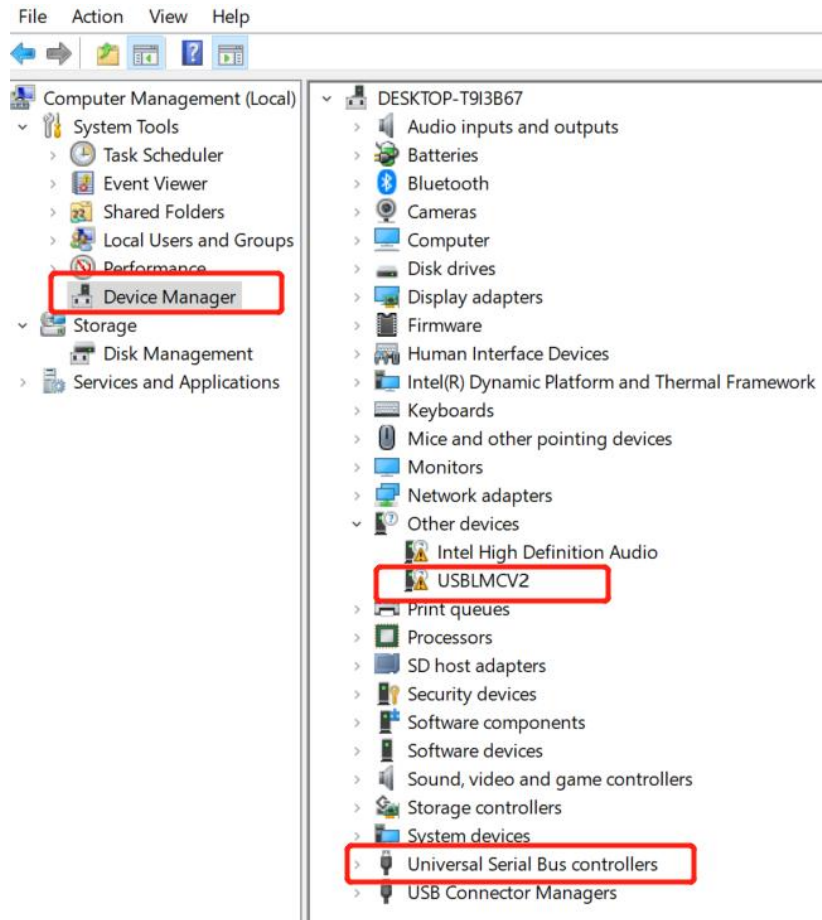 File Action View Help
Computer Management (Local)
System Tools
Task Scheduler
Event Viewer
Shared Folders
Local Users and Groups
Performance
Device Manager
Storage
Disk Management
Services and Applications
DESKTOP-T9I3B67
Audio inputs and outputs
Batteries
Bluetooth
Cameras
Computer
Disk drives
Display adapters
Firmware
Human Interface Devices
Intel(R) Dynamic Platform and Thermal Framework
Keyboards
Mice and other pointing devices
Monitors
Network adapters
Other devices
Intel High Definition Audio
USBLMCV2
Print queues
Processors
SD host adapters
Security devices
Software components
Software devices
Sound, video and game controllers
Storage controllers
System devices
Universal Serial Bus controllers
USB Connector Managers